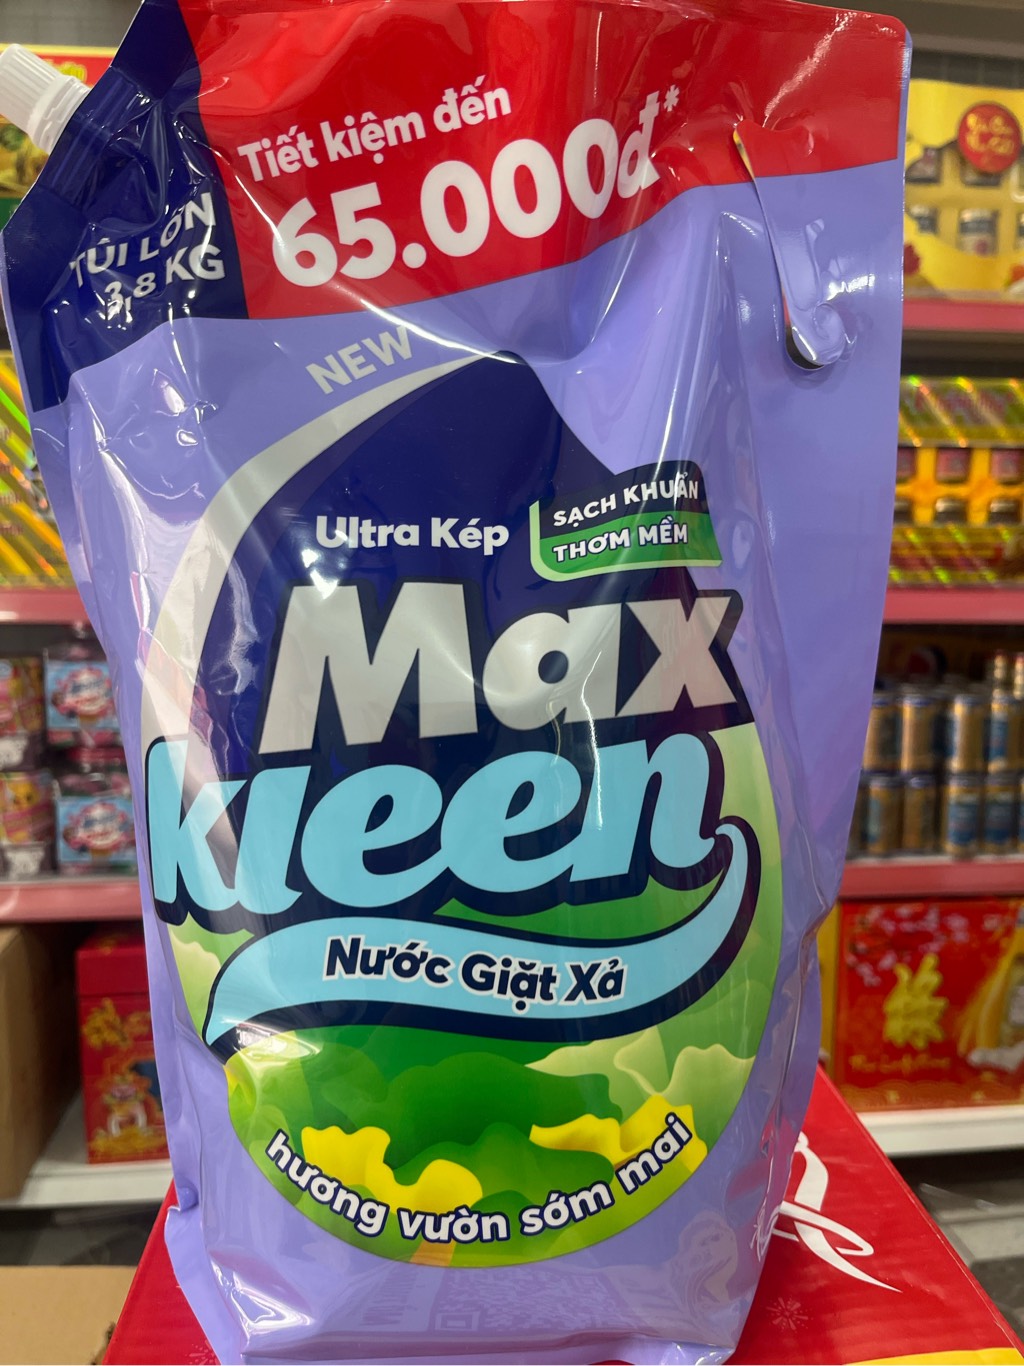 Tiết kiệm đến
65.000đ*
TÚI LỚN
3,8 KG
NEW
Ultra Kép
SẠCH KHUẨN
THƠM MỀM
Max
kleen
Nước Giặt Xả
hương vườn sớm mai